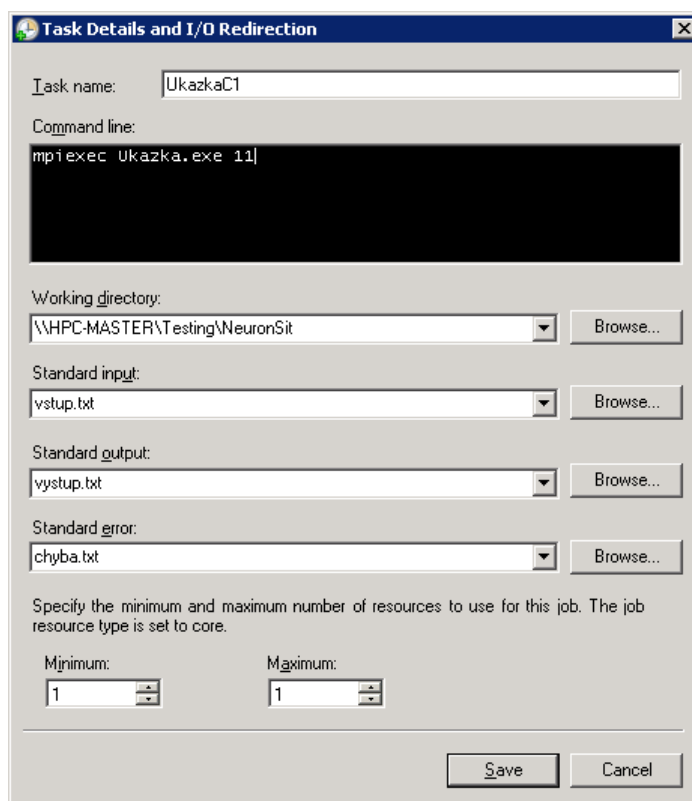 Task Details and I/O Redirection
Task name: UkazkaC1
Command line:
mpiexec Ukazka.exe 11
Working directory:
\\HPC-MASTER\Testing\NeuronSit Browse...
Standard input:
vstup.txt Browse...
Standard output:
vystup.txt Browse...
Standard error:
chyba.txt Browse...
Specify the minimum and maximum number of resources to use for this job. The job
resource type is set to core.
Minimum: Maximum:
1 1
Save Cancel